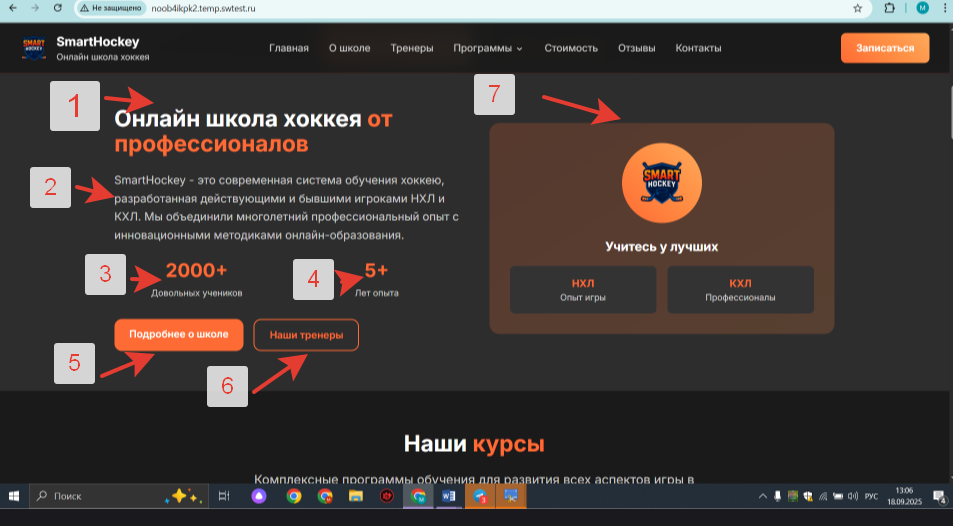 Не защищено
noob4ikpk2.temp.swtest.ru
SMART HOCKEY
SmartHockey
Онлайн школа хоккея
Главная
О школе
Тренеры
Программы
Стоимость
Отзывы
Контакты
Записаться
1
7
Онлайн школа хоккея от
профессионалов
2
SmartHockey - это современная система обучения хоккею,
разработанная действующими и бывшими игроками НХЛ и
КХЛ. Мы объединили многолетний профессиональный опыт с
инновационными методиками онлайн-образования.
3
2000+
Довольных учеников
4
5+
Лет опыта
Подробнее о школе
Наши тренеры
5
6
SMART
HOCKEY
Учитесь у лучших
НХЛ
Опыт игры
КХЛ
Профессионалы
Наши курсы
Комплексные программы обучения для развития всех аспектов игры в
Поиск
РУС
13:06
18.09.2025
4